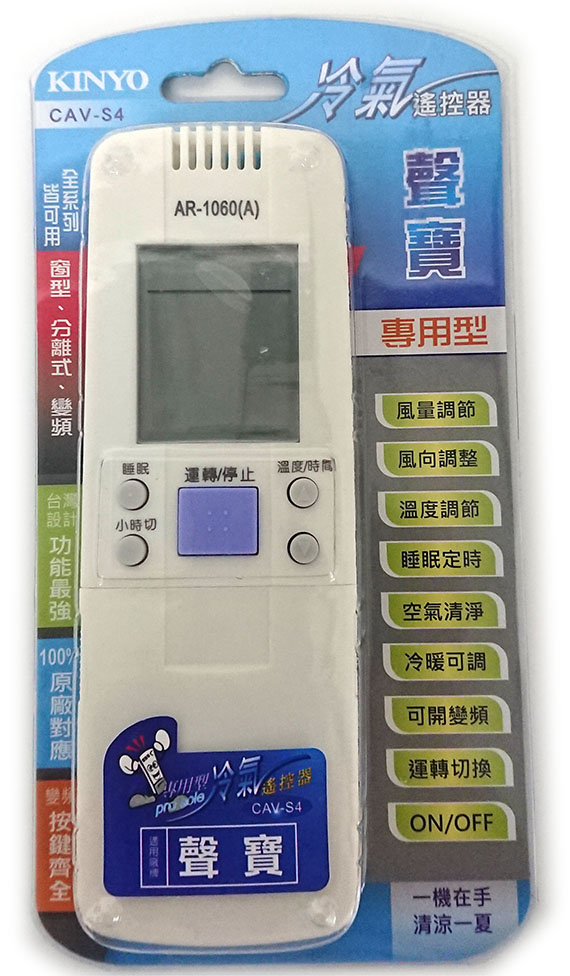 KINYO
CAV-S4
冷氣遙控器
聲寶
專用型
全系列
皆可用
窗型、分離式、變頻
台灣
設計
功能最強
100%
原廠對應
變頻
按鍵齊全
AR-1060(A)
睡眠
運轉/停止
溫度/時間
小時切
風量調節
風向調整
溫度調節
睡眠定時
空氣清淨
冷暖可調
可開變頻
運轉切換
ON/OFF
專用型冷氣遙控器
CAV-S4
聲寶
一機在手
清涼一夏